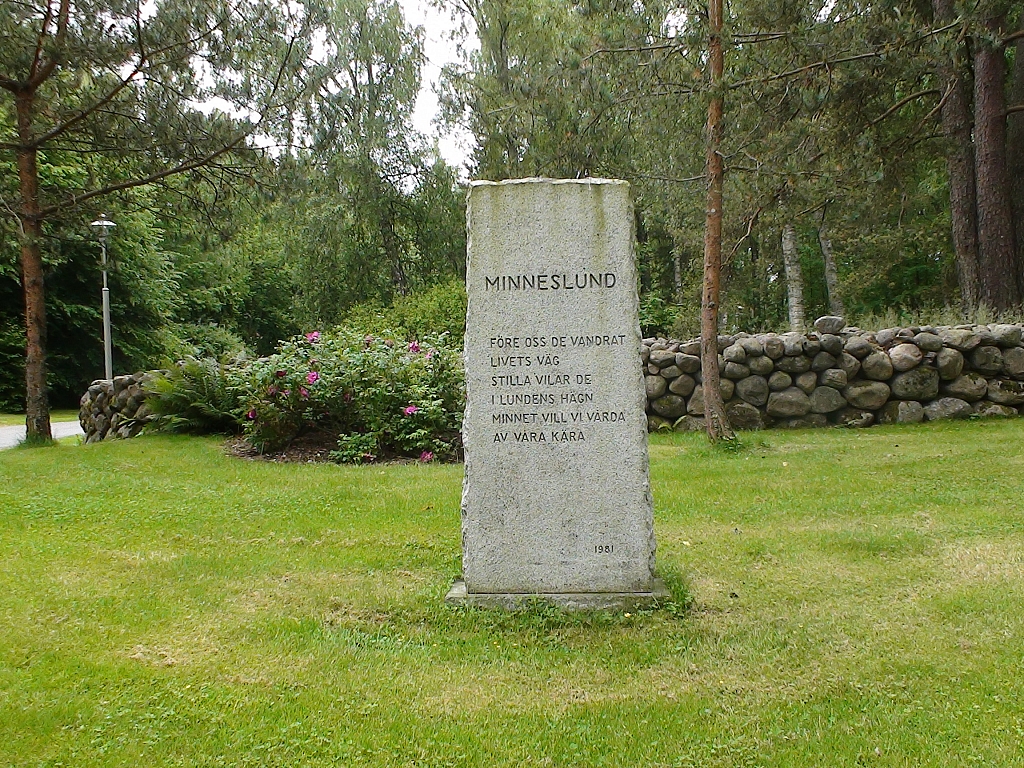 MINNESLUND
FÖRE OSS DE VANDRAT
LIVETS VÄG
STILLA VILAR DE
I LUNDENS HÄGN
MINNET VILL VI VÅRDA
AV VÅRA KÄRA
1981